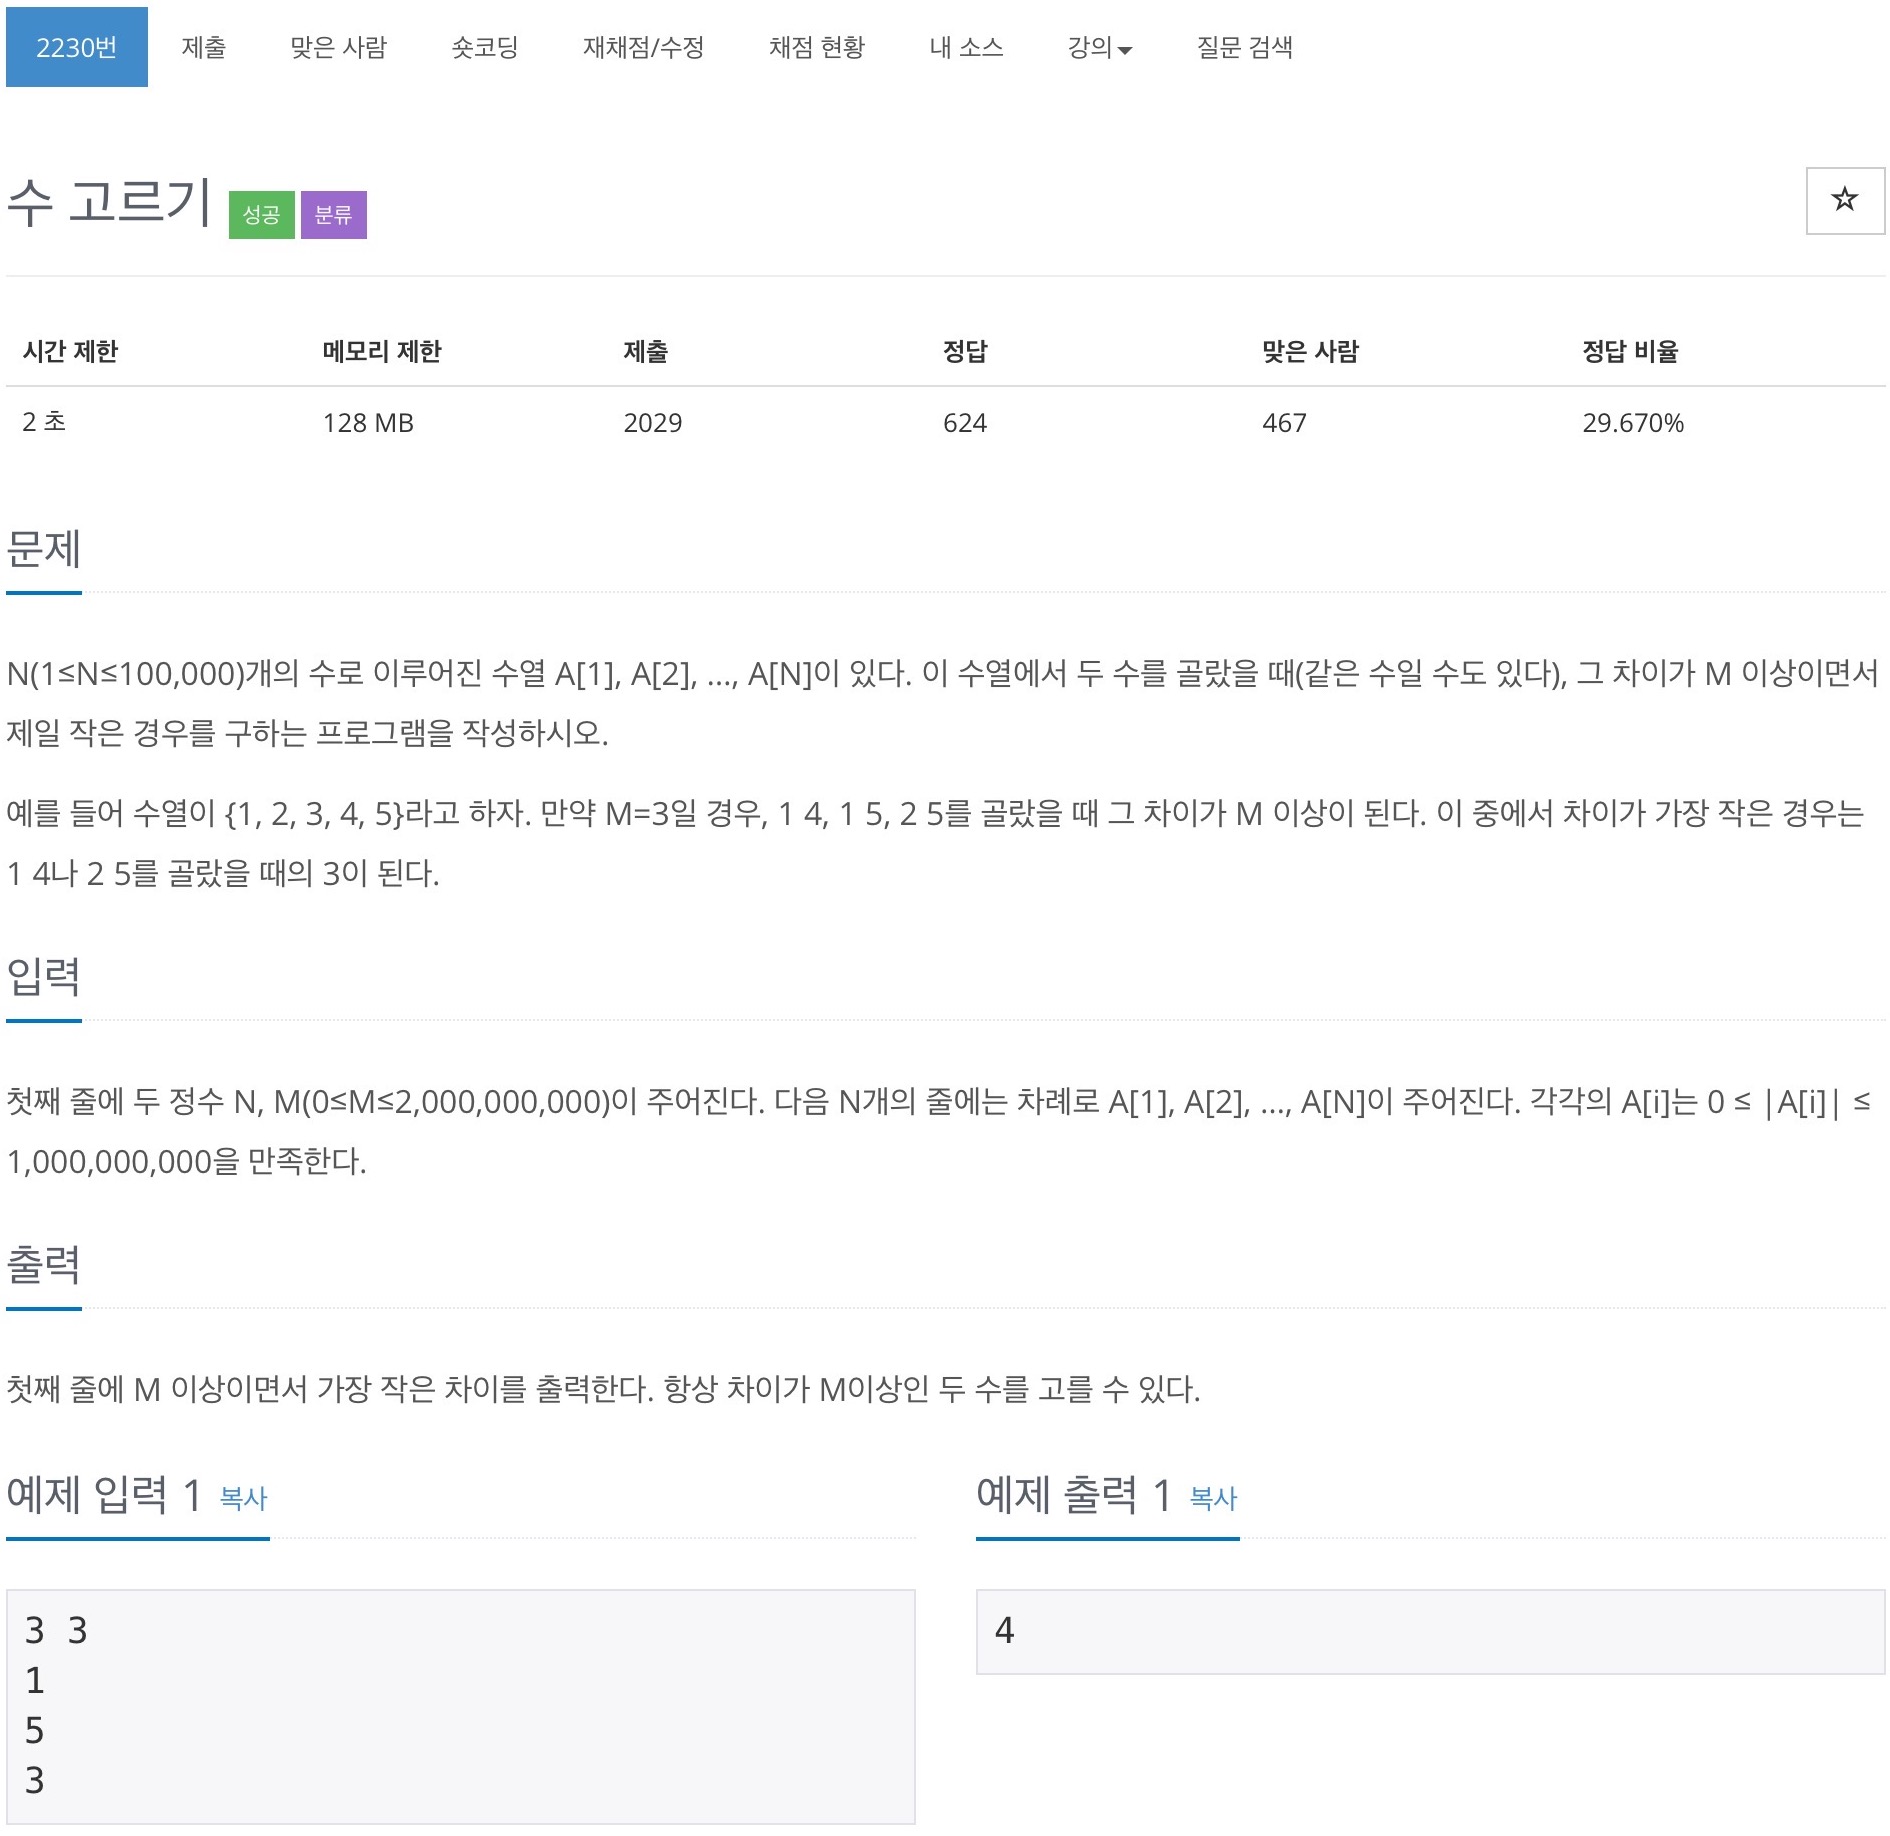 2230번 제출 맞은 사람 숏코딩 재채점/수정 채점 현황 내 소스 강의 질문 검색
수 고르기 성공 분류
시간 제한 메모리 제한 제출 정답 맞은 사람 정답 비율
2 초 128 MB 2029 624 467 29.670%
문제
N(1≤N≤100,000)개의 수로 이루어진 수열 A[1], A[2], ..., A[N]이 있다. 이 수열에서 두 수를 골랐을 때(같은 수일 수도 있다), 그 차이가 M 이상이면서
제일 작은 경우를 구하는 프로그램을 작성하시오.
예를 들어 수열이 {1, 2, 3, 4, 5}라고 하자. 만약 M=3일 경우, 1 4, 1 5, 2 5를 골랐을 때 그 차이가 M 이상이 된다. 이 중에서 차이가 가장 작은 경우는
1 4나 2 5를 골랐을 때의 3이 된다.
입력
첫째 줄에 두 정수 N, M(0≤M≤2,000,000,000)이 주어진다. 다음 N개의 줄에는 차례로 A[1], A[2], ..., A[N]이 주어진다. 각각의 A[i]는 0 ≤ |A[i]| ≤
1,000,000,000을 만족한다.
출력
첫째 줄에 M 이상이면서 가장 작은 차이를 출력한다. 항상 차이가 M이상인 두 수를 고를 수 있다.
예제 입력 1 복사
3 3
1
5
3
예제 출력 1 복사
4